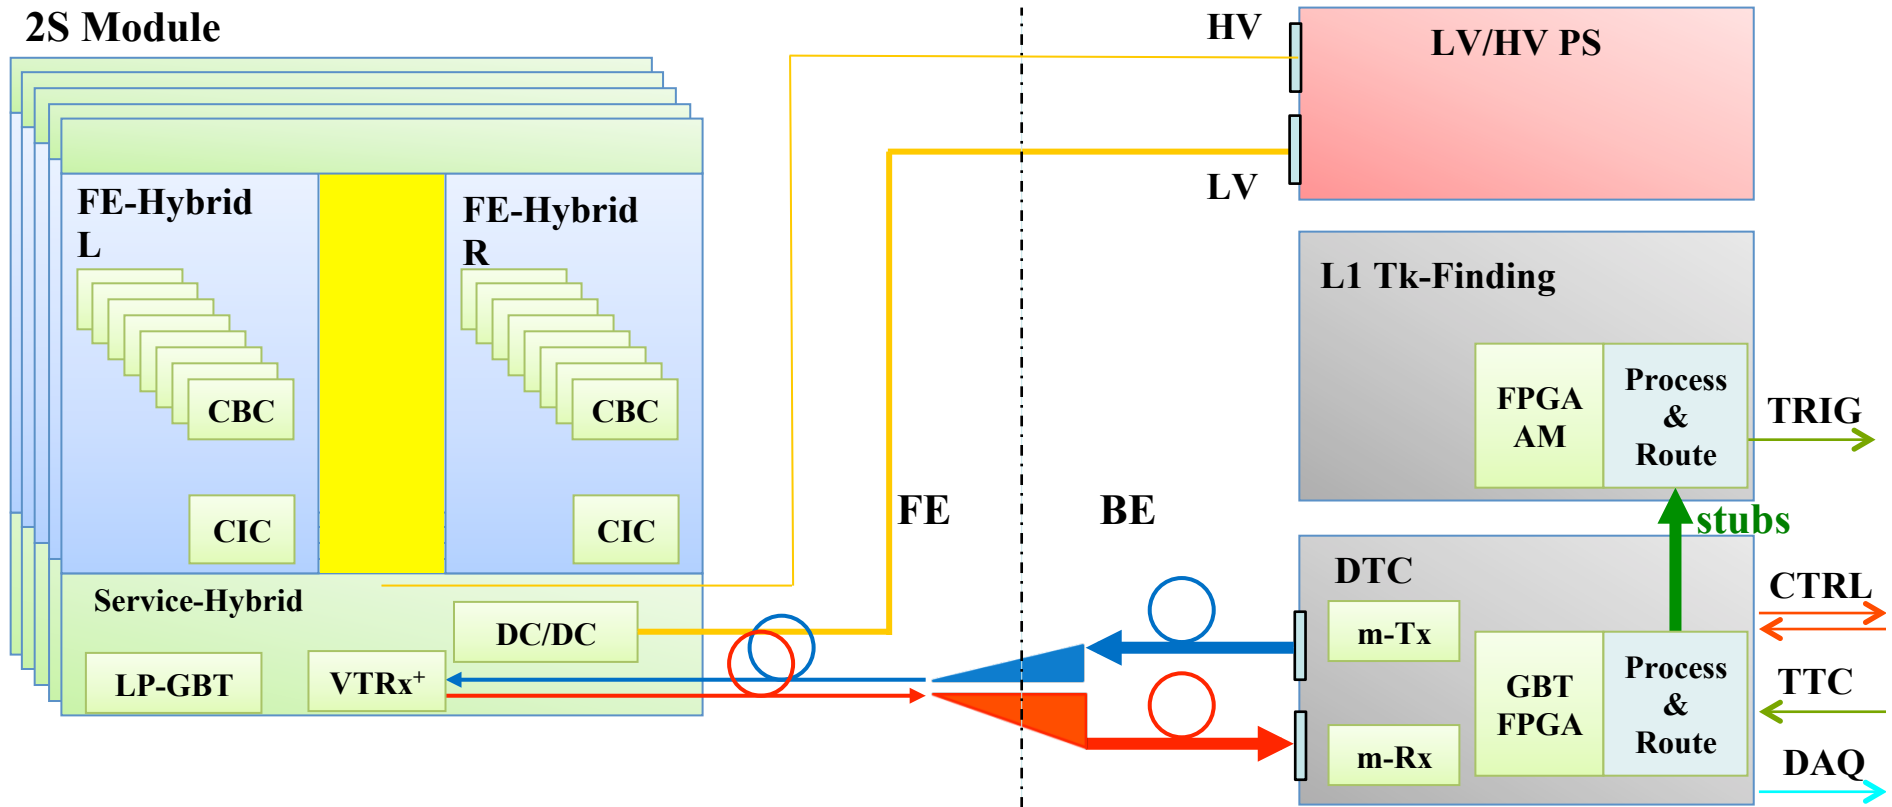 2S Module
HV
LV/HV PS
LV
FE-Hybrid
L
FE-Hybrid
R
CBC
CBC
CIC
CIC
Service-Hybrid
DC/DC
LP-GBT
VTRx+
FE
BE
L1 Tk-Finding
FPGA
AM
Process
&
Route
TRIG
stubs
DTC
m-Tx
m-Rx
GBT
FPGA
Process
&
Route
CTRL
TTC
DAQ